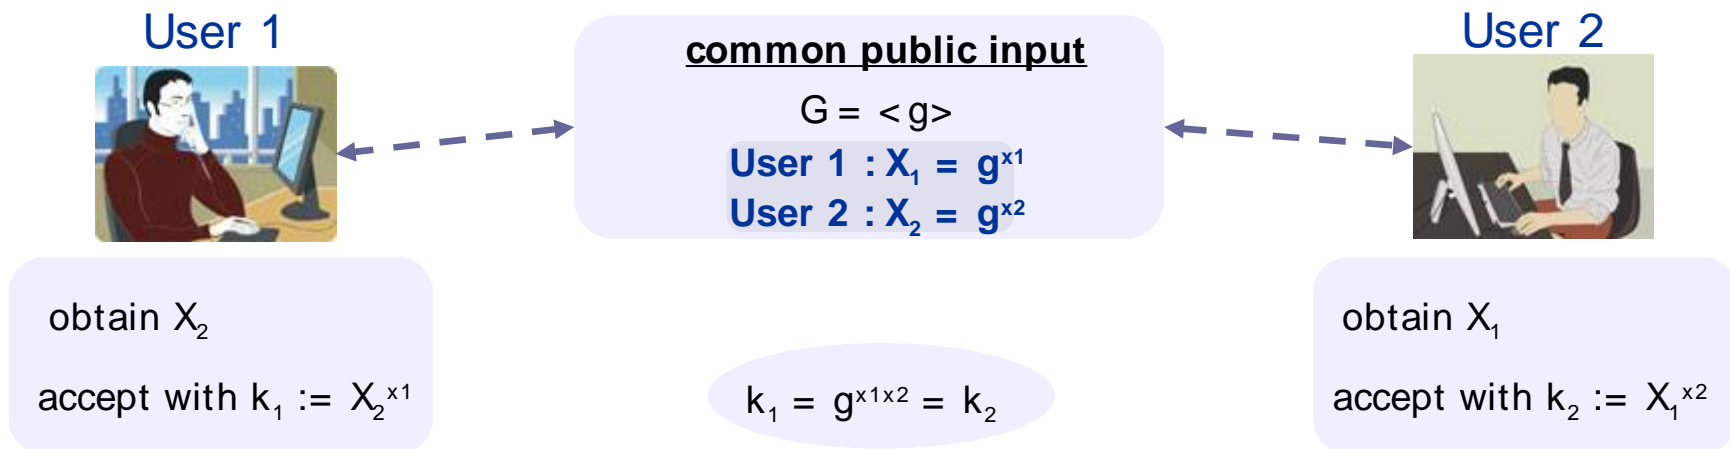 User 1
common public input
G = <g>
User 1 : X₁ = gˣ¹
User 2 : X₂ = gˣ²
User 2
obtain X₂
accept with k₁ := X₂ˣ¹
k₁ = gˣ¹ˣ² = k₂
obtain X₁
accept with k₂ := X₁ˣ²